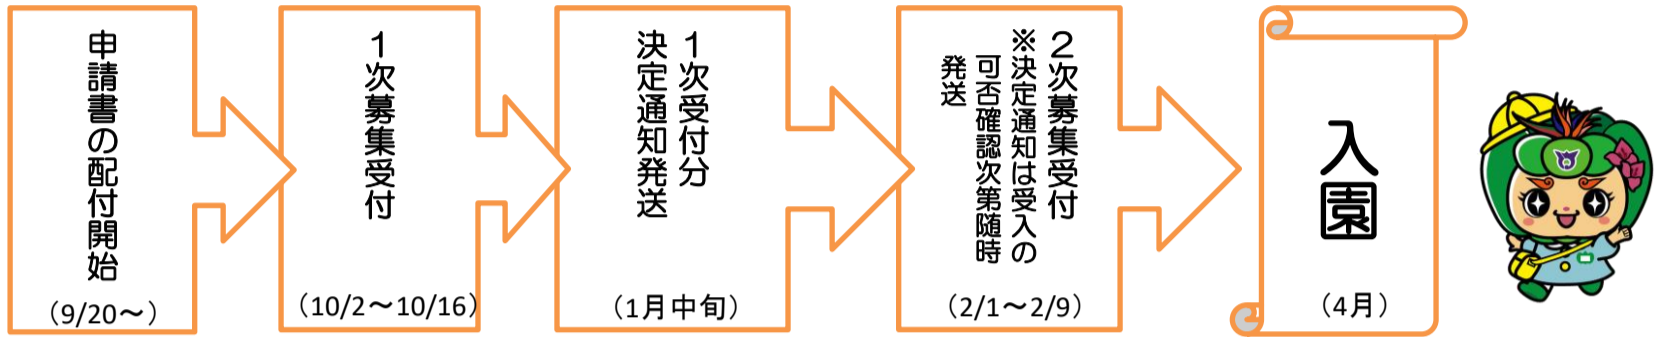 申請書の配付開始
（9/20～）
１次募集受付
（10/2～10/16）
１次受付分
決定通知発送
（1月中旬）
２次募集受付
※決定通知は受入の
可否確認次第随時
発送
（2/1～2/9）
入園
（4月）